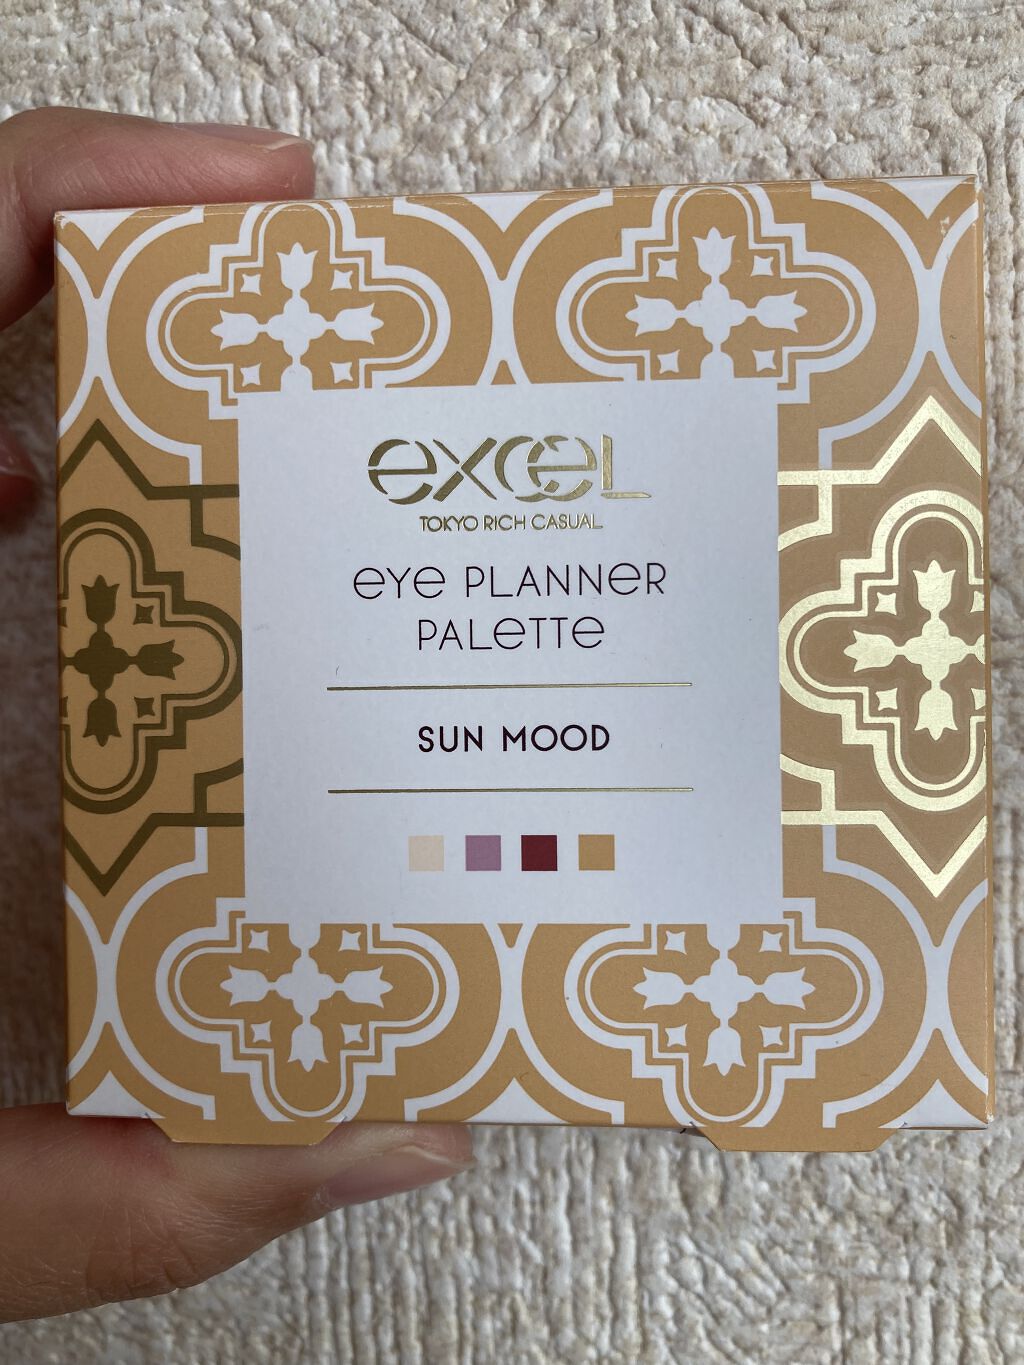 excel
TOKYO RICH CASUAL
eye PLANNeR
PALeTTe
SUN MOOD